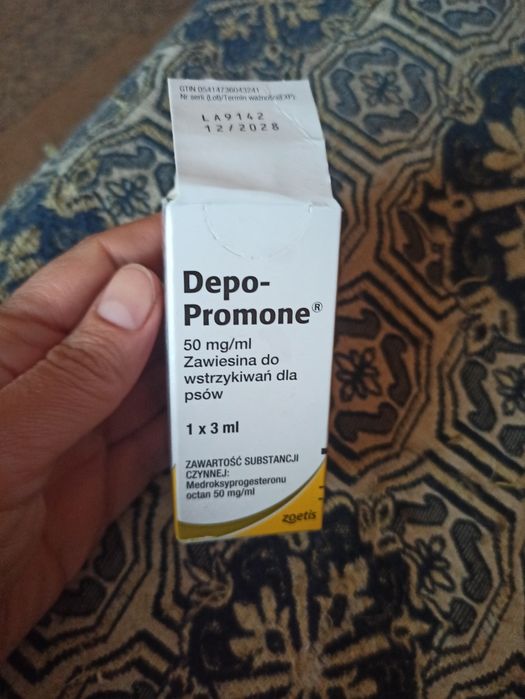 GTIN 05414736043241
Nr serii (Lot)/Termin ważności(EXP):
LA9142
12/2028
Depo-
Promone®
50 mg/ml
Zawiesina do
wstrzykiwań dla
psów
1 x 3 ml
ZAWARTOŚĆ SUBSTANCJI
CZYNNEJ:
Medroksyprogesteronu
octan 50 mg/ml
zoetis